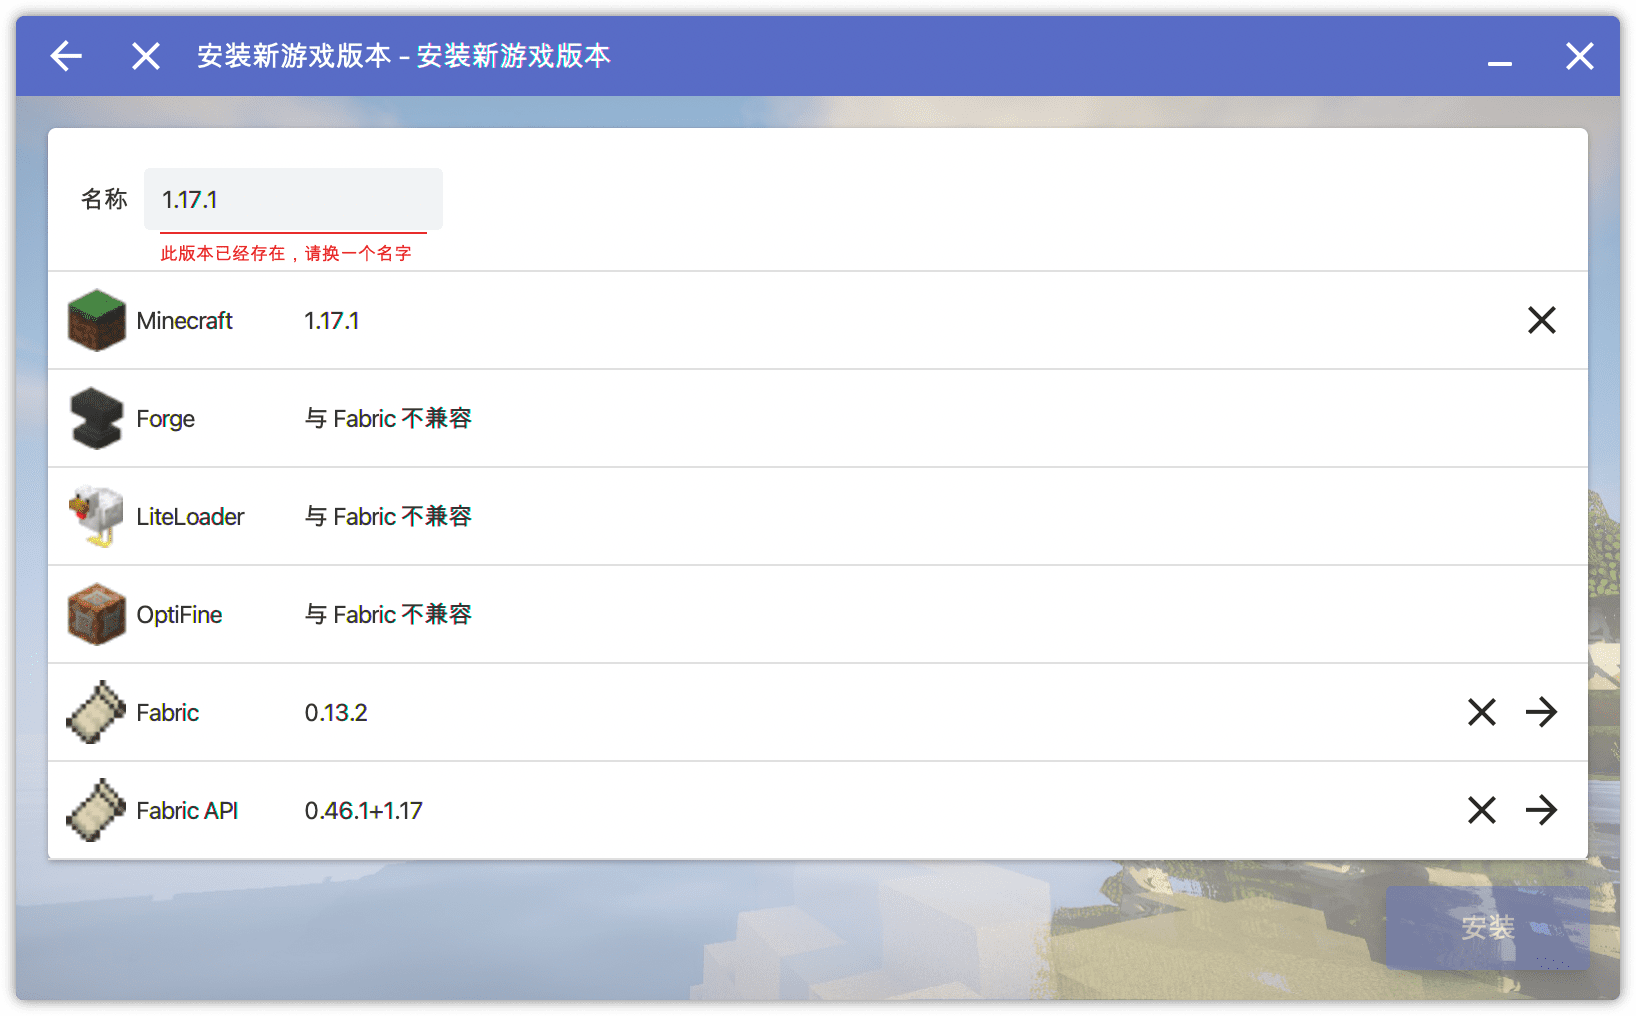 安装新游戏版本 - 安装新游戏版本
名称 1.17.1
此版本已经存在，请换一个名字
Minecraft 1.17.1
Forge 与 Fabric 不兼容
LiteLoader 与 Fabric 不兼容
OptiFine 与 Fabric 不兼容
Fabric 0.13.2
Fabric API 0.46.1+1.17
安装